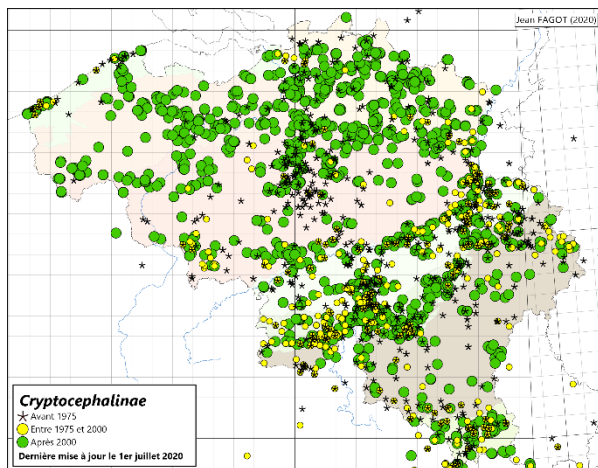 Jean FAGOT (2020)
Cryptocephalinae
Avant 1975
Entre 1975 et 2000
Après 2000
Dernière mise à jour le 1er juillet 2020